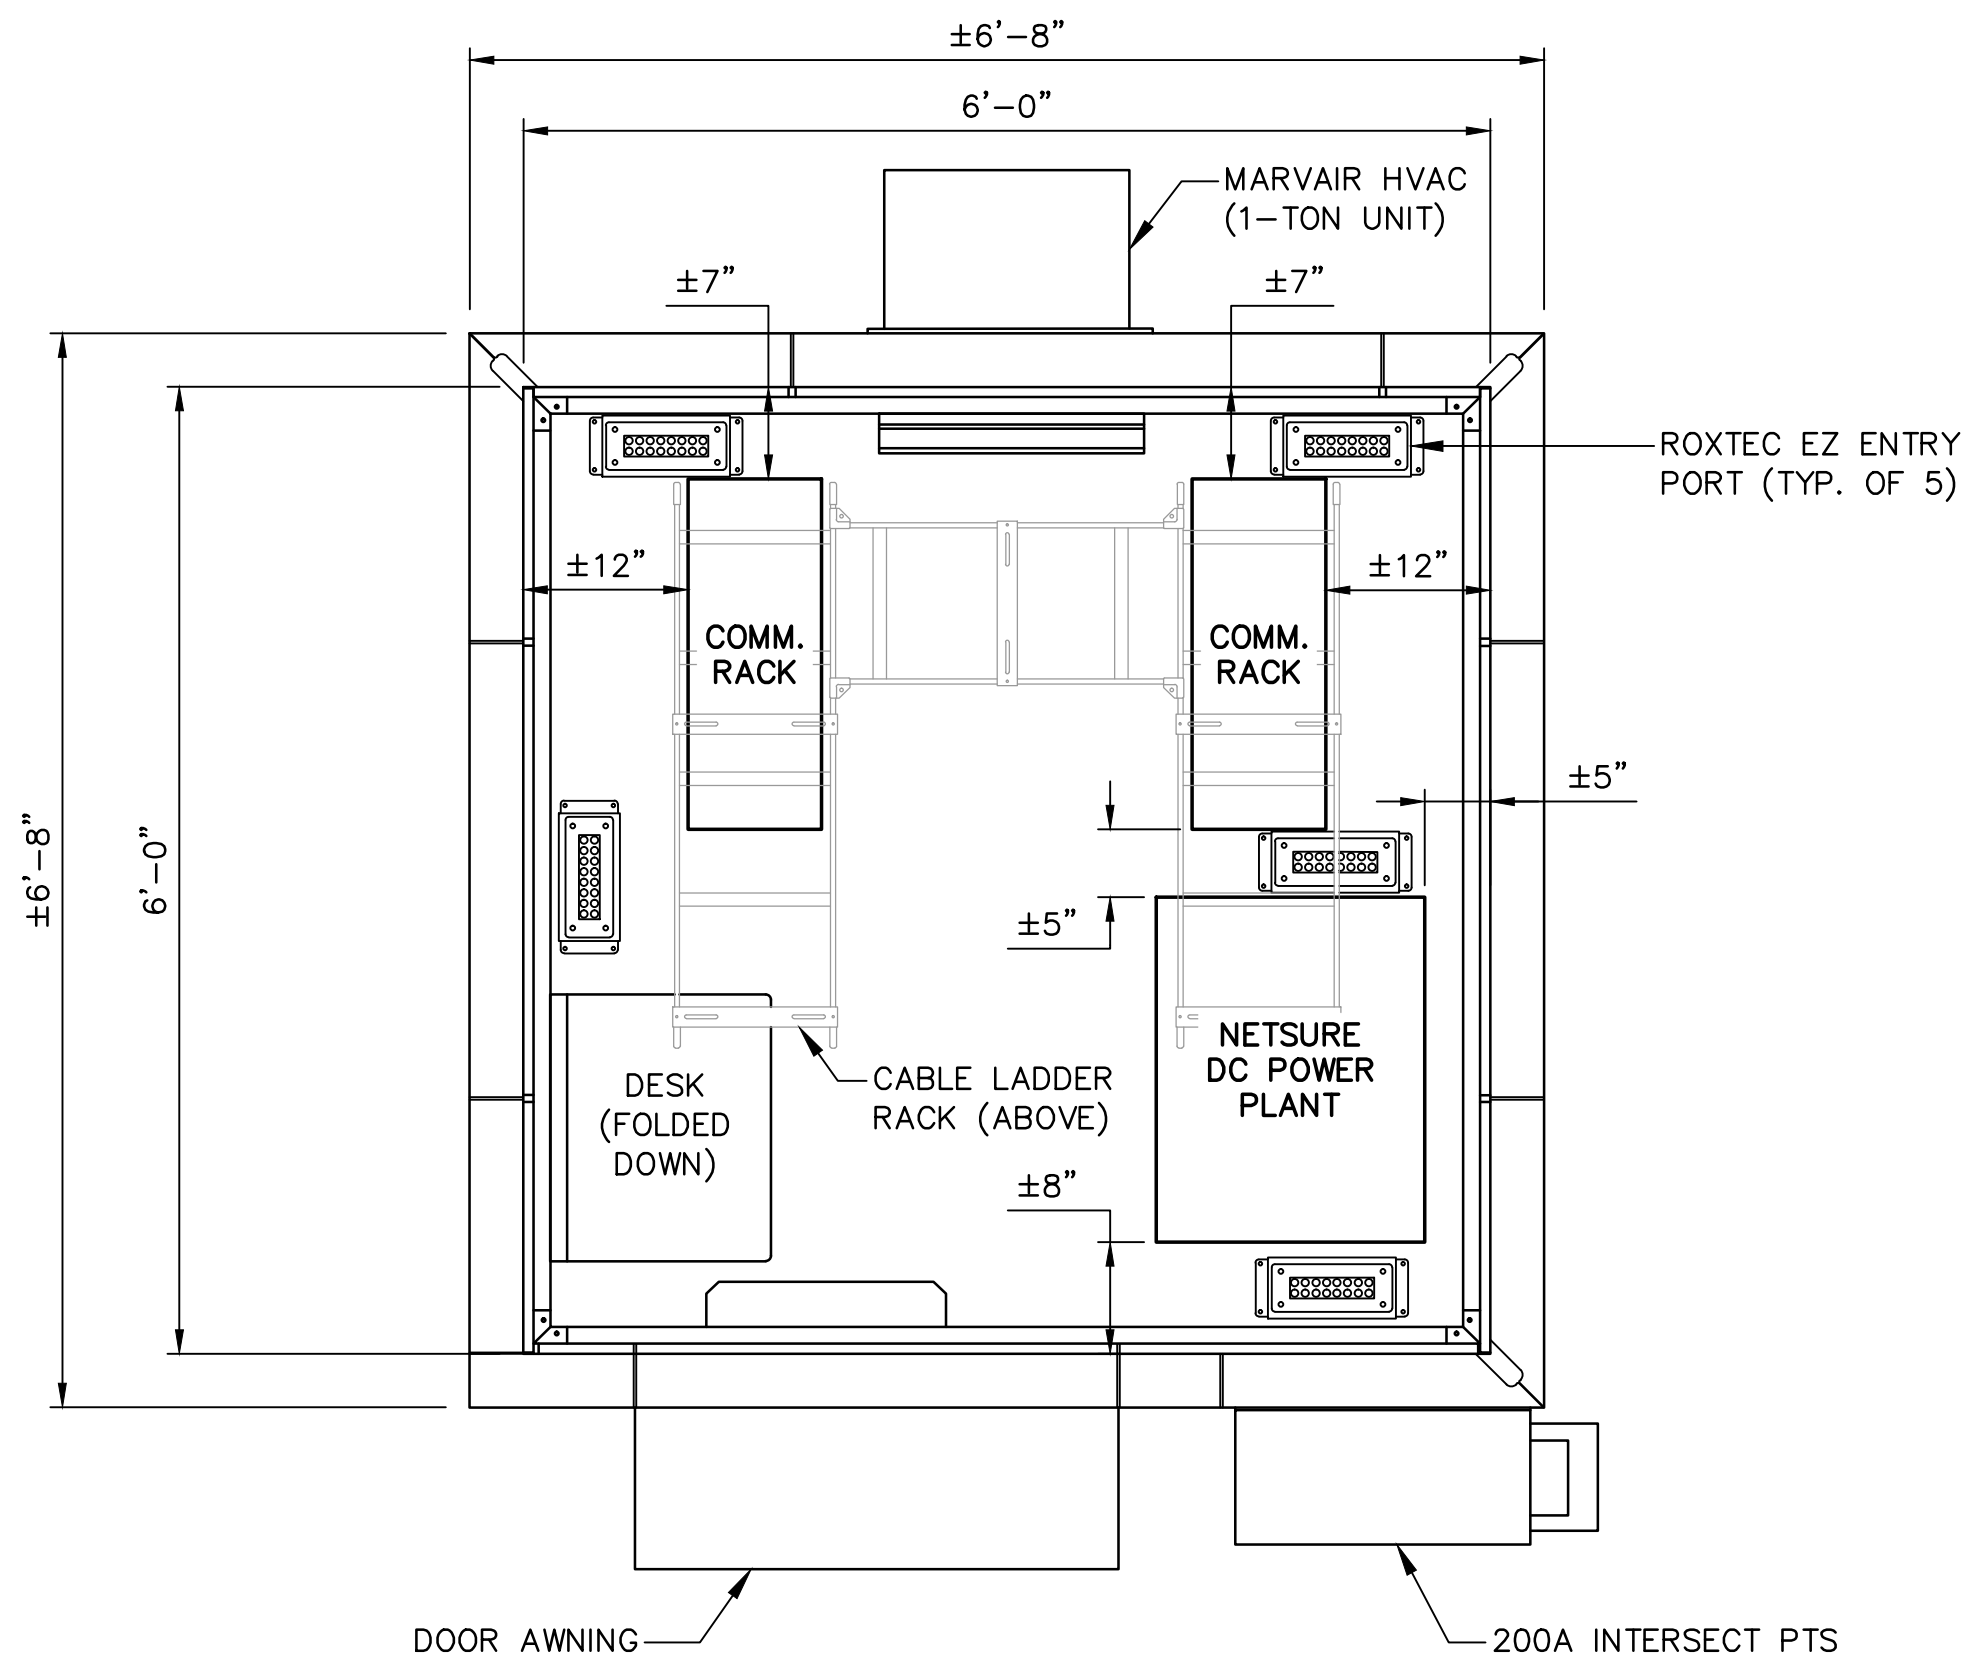 ±6'-8"
6'-0"
MARVAIR HVAC
(1-TON UNIT)
±7"
±7"
ROXTEC EZ ENTRY
PORT (TYP. OF 5)
±12"
±12"
COMM.
RACK
COMM.
RACK
±5"
±6'-8"
6'-0"
±5"
NETSURE
DC POWER
PLANT
CABLE LADDER
RACK (ABOVE)
DESK
(FOLDED
DOWN)
±8"
DOOR AWNING
200A INTERSECT PTS